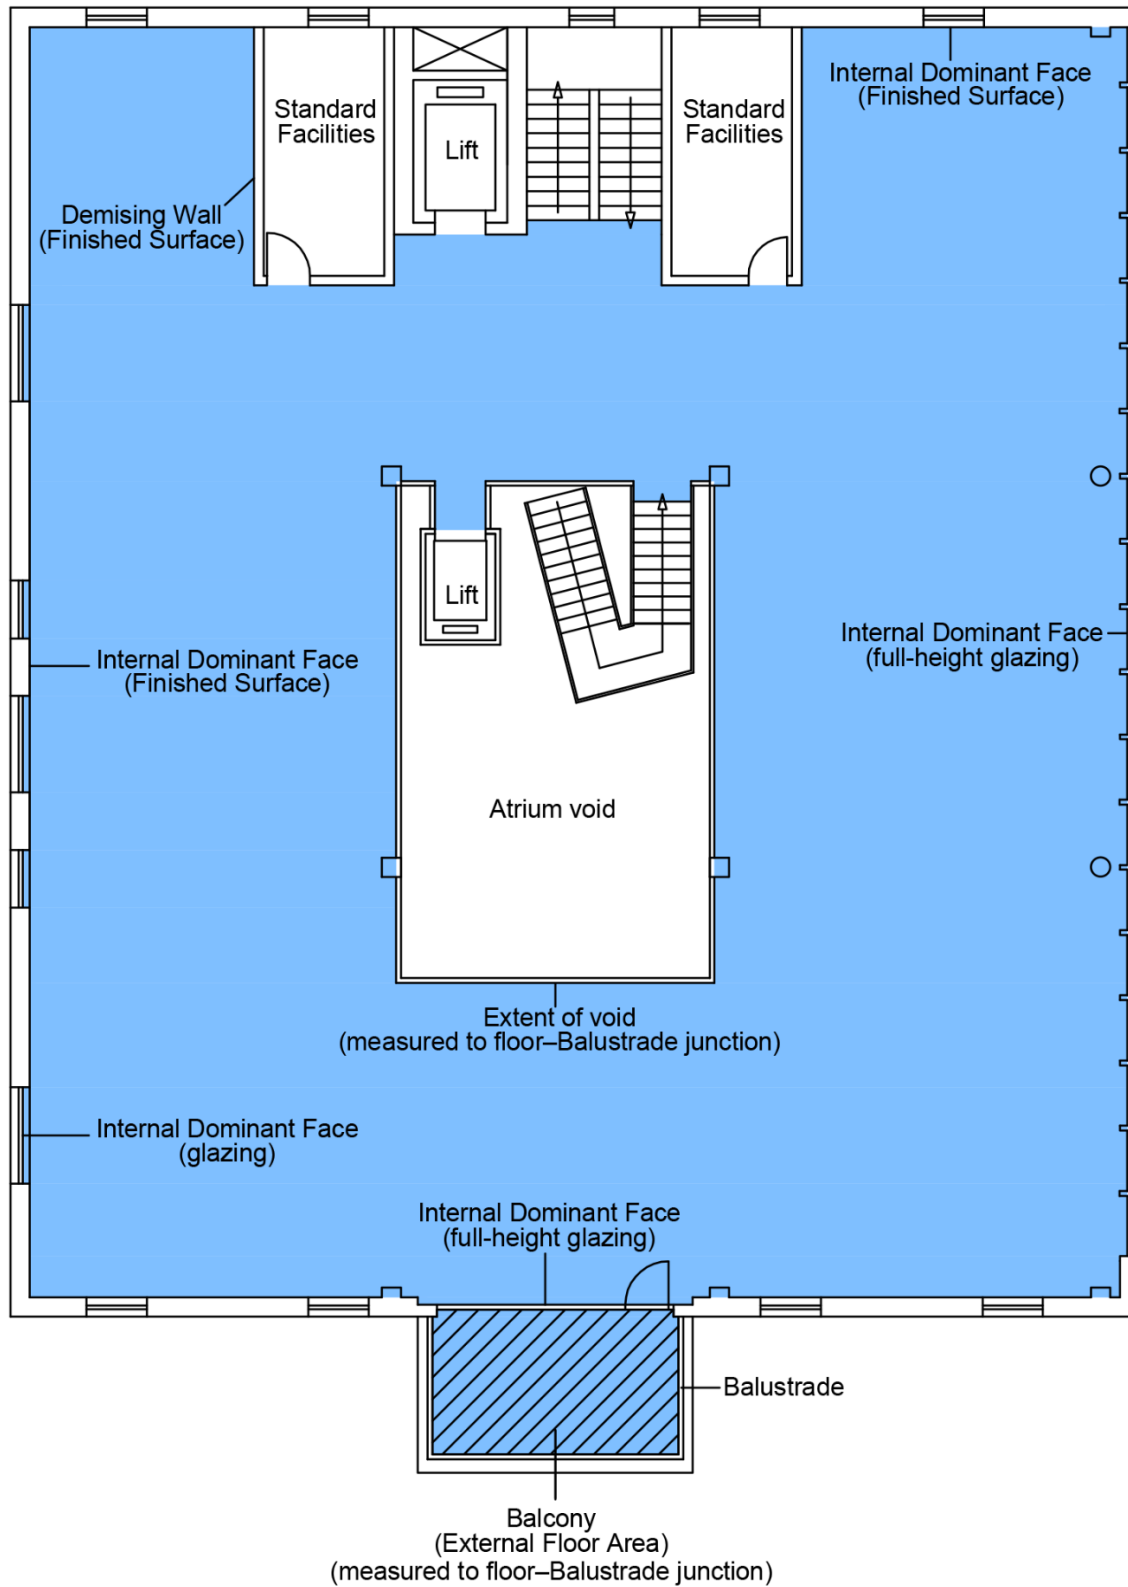 Internal Dominant Face
(Finished Surface)
Standard
Facilities
Lift
Standard
Facilities
Demising Wall
(Finished Surface)
Lift
Internal Dominant Face
(full-height glazing)
Internal Dominant Face
(Finished Surface)
Atrium void
Extent of void
(measured to floor–Balustrade junction)
Internal Dominant Face
(glazing)
Internal Dominant Face
(full-height glazing)
Balustrade
Balcony
(External Floor Area)
(measured to floor–Balustrade junction)